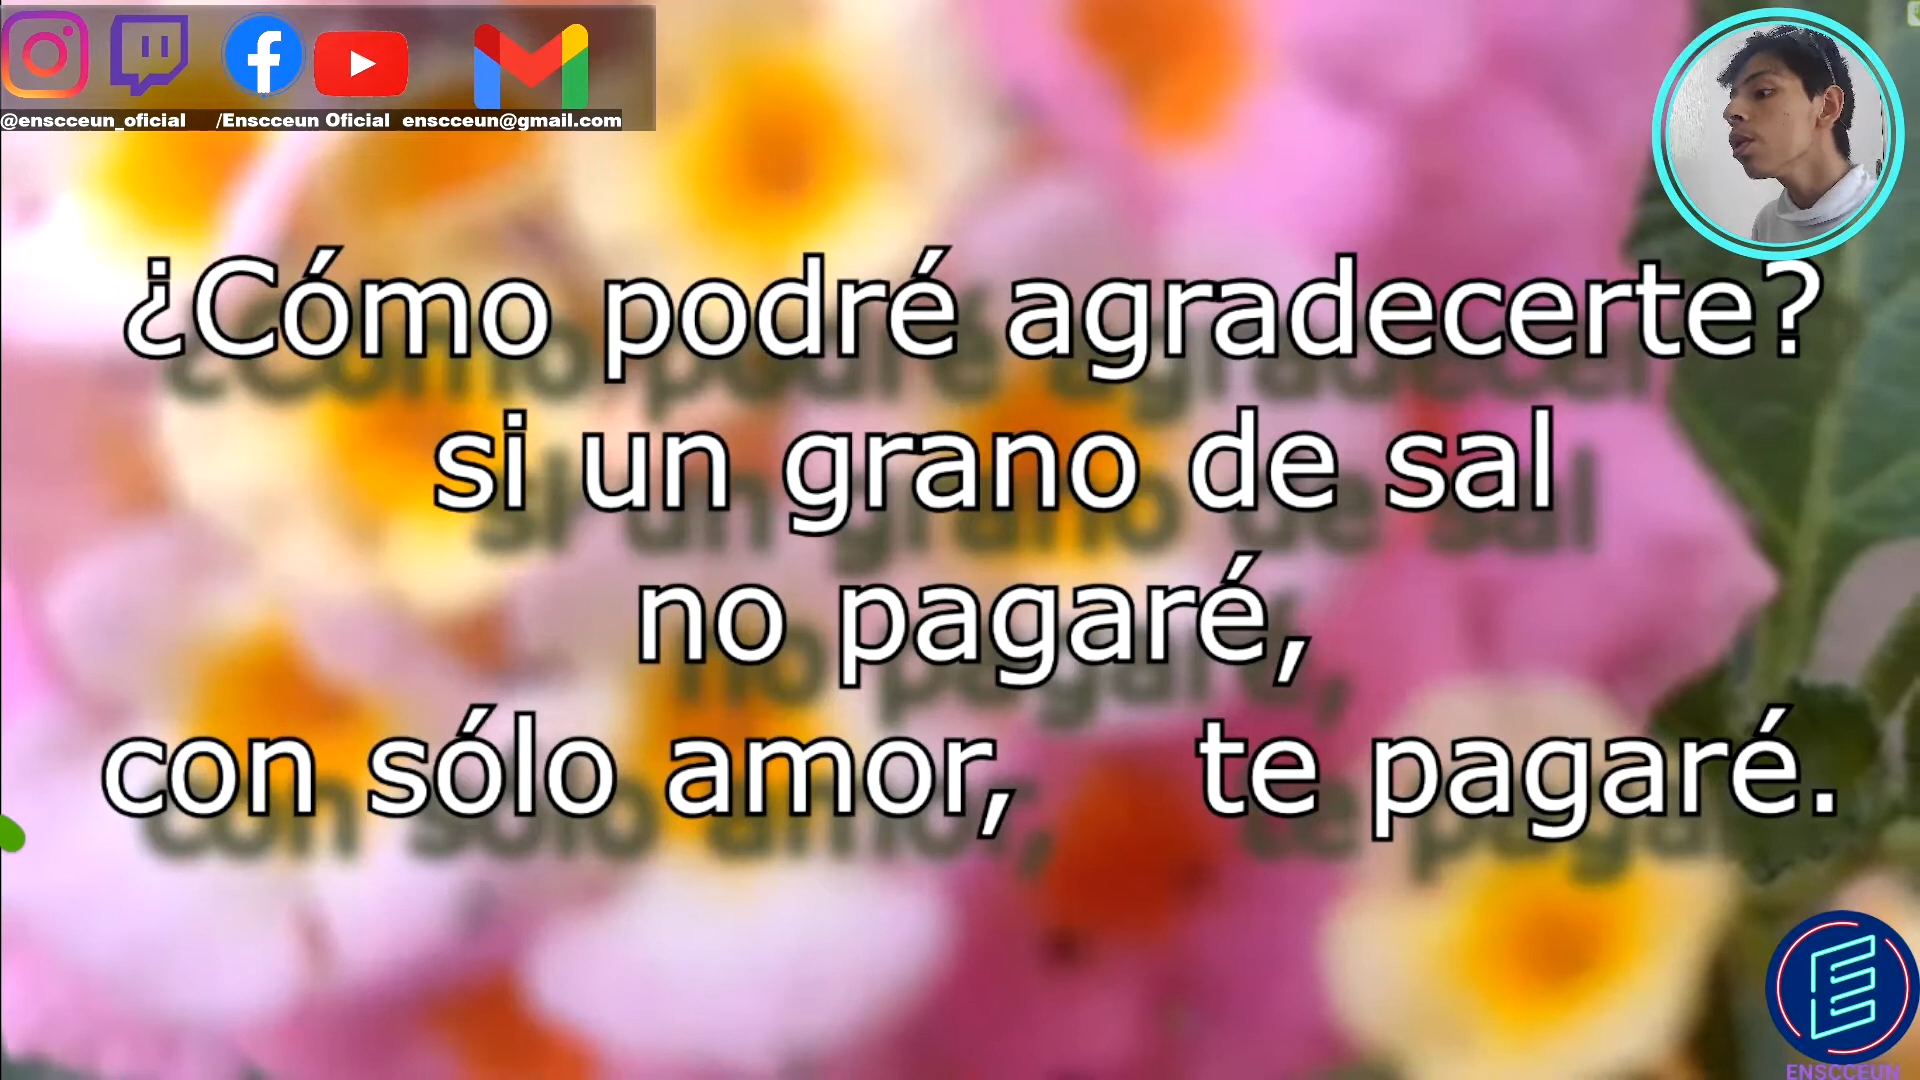 @enscceun_oficial /Enscceun Oficial enscceun@gmail.com
¿Cómo podré agradecerte?
si un grano de sal
no pagaré,
con sólo amor, te pagaré.
ENSCCEUN